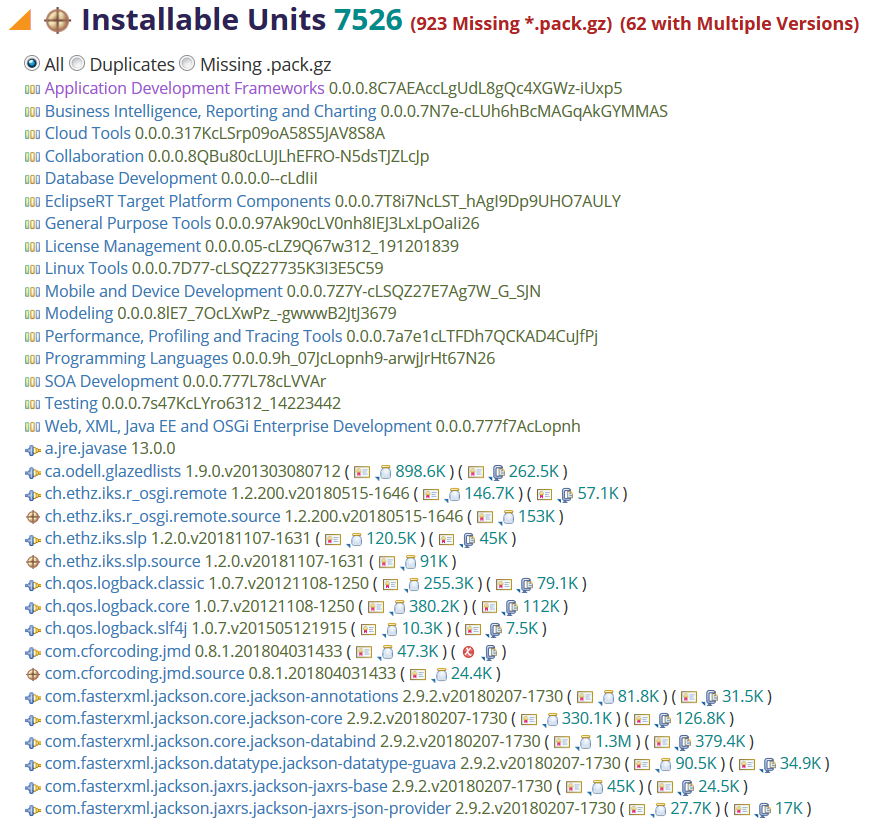 Installable Units 7526 (923 Missing *.pack.gz) (62 with Multiple Versions)
All Duplicates Missing .pack.gz
Application Development Frameworks 0.0.0.8C7AEAccLgUdL8gQc4XGWz-iUxp5
Business Intelligence, Reporting and Charting 0.0.0.7N7e-cLUh6hBcMAGqAkGYMMAS
Cloud Tools 0.0.0.317KcLSrp09oA58S5JAV8S8A
Collaboration 0.0.0.8QBu80cLUJLhEFRO-N5dsTJZLcJp
Database Development 0.0.0.0--cLdIiI
EclipseRT Target Platform Components 0.0.0.7T8i7NcLST_hAgI9Dp9UHO7AULY
General Purpose Tools 0.0.0.97Ak90cLV0nh8IEJ3LxLpOaIi26
License Management 0.0.0.05-cLZ9Q67w312_191201839
Linux Tools 0.0.0.7D77-cLSQZ27735K3I3E5C59
Mobile and Device Development 0.0.0.7Z7Y-cLSQZ27E7Ag7W_G_SJN
Modeling 0.0.0.8lE7_7OcLXwPz_-gwwwB2JtJ3679
Performance, Profiling and Tracing Tools 0.0.0.7a7e1cLTFDh7QCKAD4CuJfPj
Programming Languages 0.0.0.9h_07JcLopnh9-arwjJrHt67N26
SOA Development 0.0.0.777L78cLVVAr
Testing 0.0.0.7s47KcLYro6312_14223442
Web, XML, Java EE and OSGi Enterprise Development 0.0.0.777f7AcLopnh
a.jre.javase 13.0.0
ca.odell.glazedlists 1.9.0.v201303080712 ( 898.6K ) ( 262.5K )
ch.ethz.iks.r_osgi.remote 1.2.200.v20180515-1646 ( 146.7K ) ( 57.1K )
ch.ethz.iks.r_osgi.remote.source 1.2.200.v20180515-1646 ( 153K )
ch.ethz.iks.slp 1.2.0.v20181107-1631 ( 120.5K ) ( 45K )
ch.ethz.iks.slp.source 1.2.0.v20181107-1631 ( 91K )
ch.qos.logback.classic 1.0.7.v20121108-1250 ( 255.3K ) ( 79.1K )
ch.qos.logback.core 1.0.7.v20121108-1250 ( 380.2K ) ( 112K )
ch.qos.logback.slf4j 1.0.7.v201505121915 ( 10.3K ) ( 7.5K )
com.cforcoding.jmd 0.8.1.201804031433 ( 47.3K ) ( )
com.cforcoding.jmd.source 0.8.1.201804031433 ( 24.4K )
com.fasterxml.jackson.core.jackson-annotations 2.9.2.v20180207-1730 ( 81.8K ) ( 31.5K )
com.fasterxml.jackson.core.jackson-core 2.9.2.v20180207-1730 ( 330.1K ) ( 126.8K )
com.fasterxml.jackson.core.jackson-databind 2.9.2.v20180207-1730 ( 1.3M ) ( 379.4K )
com.fasterxml.jackson.datatype.jackson-datatype-guava 2.9.2.v20180207-1730 ( 90.5K ) ( 34.9K )
com.fasterxml.jackson.jaxrs.jackson-jaxrs-base 2.9.2.v20180207-1730 ( 45K ) ( 24.5K )
com.fasterxml.jackson.jaxrs.jackson-jaxrs-json-provider 2.9.2.v20180207-1730 ( 27.7K ) ( 17K )